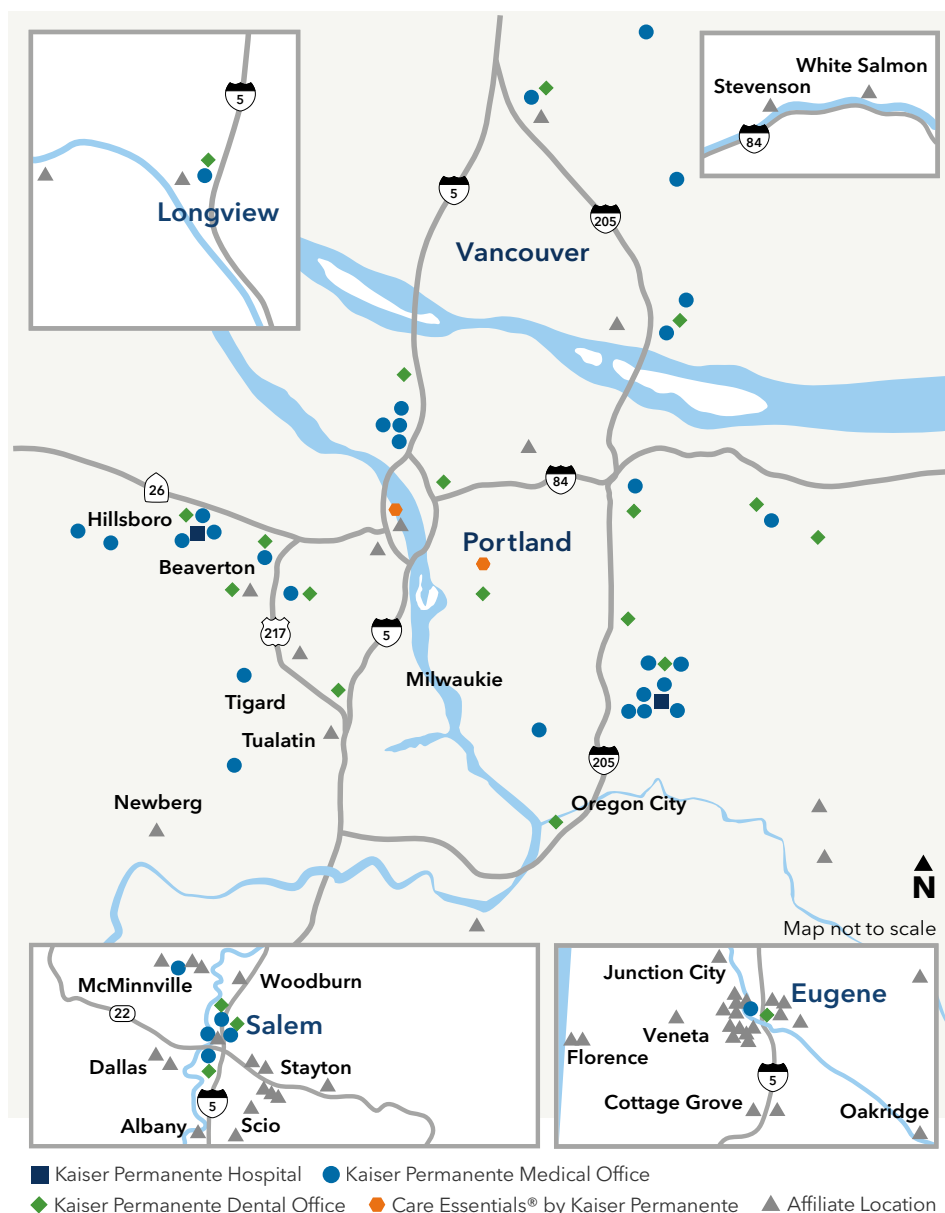 5
Longview
White Salmon
Stevenson
84
5
205
Vancouver
26
84
Hillsboro
Portland
Beaverton
217
5
Milwaukie
Tigard
Tualatin
205
Newberg
Oregon City
N
Map not to scale
McMinnville
Woodburn
22
Salem
Dallas
Stayton
5
Albany
Scio
Junction City
Eugene
Veneta
Florence
5
Cottage Grove
Oakridge
Kaiser Permanente Hospital
Kaiser Permanente Medical Office
Kaiser Permanente Dental Office
Care Essentials® by Kaiser Permanente
Affiliate Location